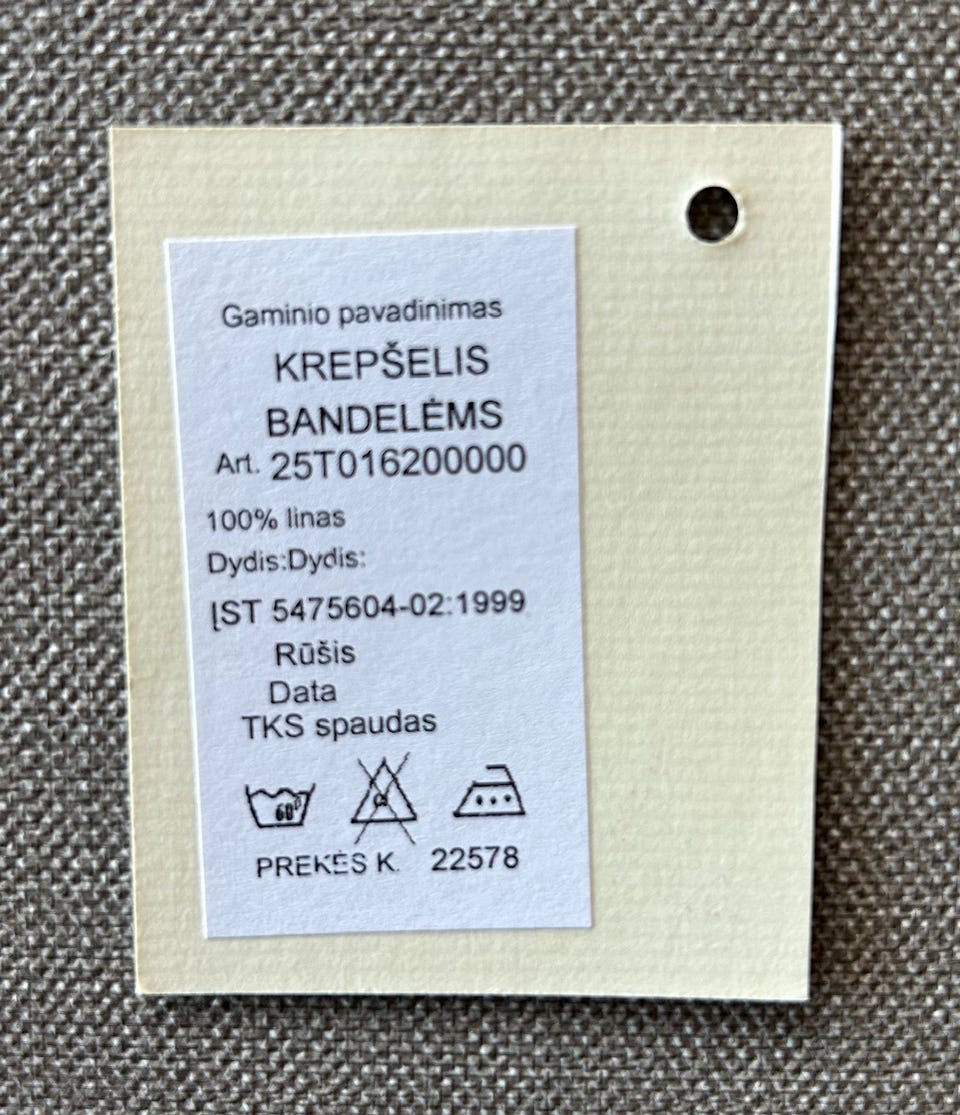 Gaminio pavadinimas
KREPŠELIS
BANDELĖMS
Art. 25T016200000
100% linas
Dydis:Dydis:
ĮST 5475604-02:1999
Rūšis
Data
TKS spaudas
60°
PREKĖS K. 22578